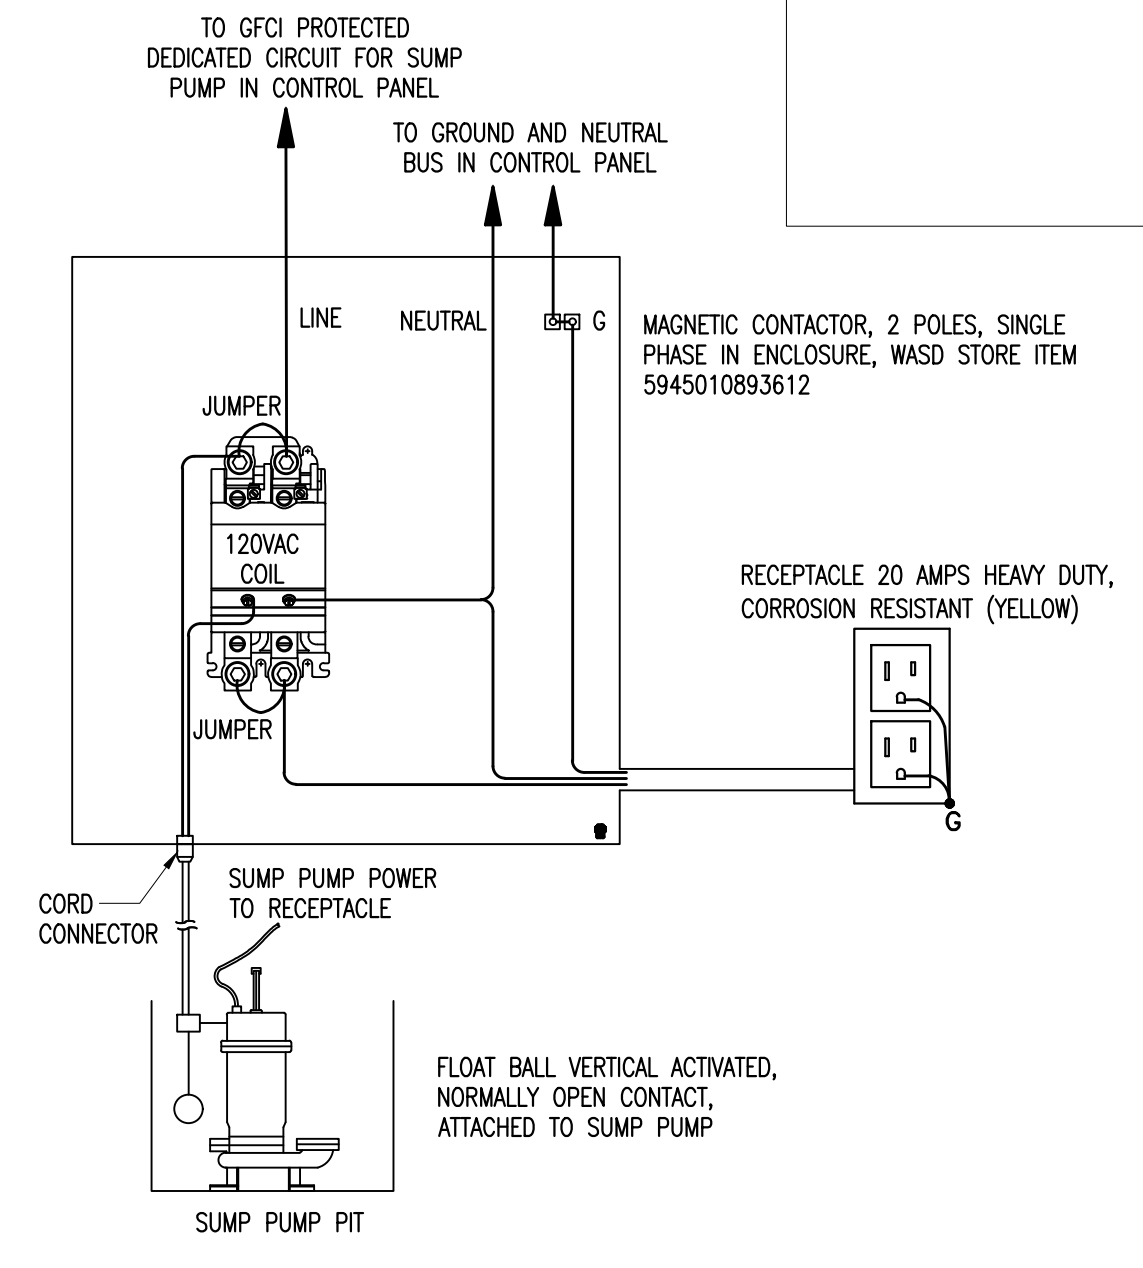 TO GFCI PROTECTED
DEDICATED CIRCUIT FOR SUMP
PUMP IN CONTROL PANEL
TO GROUND AND NEUTRAL
BUS IN CONTROL PANEL
LINE
NEUTRAL
G
MAGNETIC CONTACTOR, 2 POLES, SINGLE
PHASE IN ENCLOSURE, WASD STORE ITEM
5945010893612
JUMPER
120VAC
COIL
RECEPTACLE 20 AMPS HEAVY DUTY,
CORROSION RESISTANT (YELLOW)
JUMPER
G
SUMP PUMP POWER
TO RECEPTACLE
CORD
CONNECTOR
FLOAT BALL VERTICAL ACTIVATED,
NORMALLY OPEN CONTACT,
ATTACHED TO SUMP PUMP
SUMP PUMP PIT